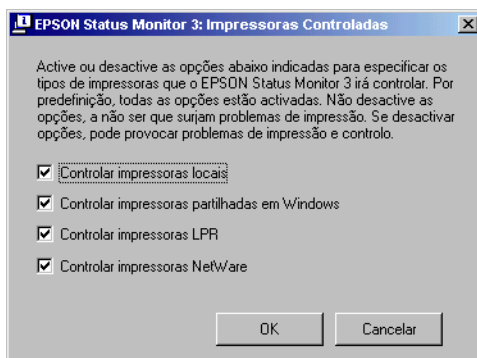 EPSON Status Monitor 3: Impressoras Controladas
Active ou desactive as opções abaixo indicadas para especificar os
tipos de impressoras que o EPSON Status Monitor 3 irá controlar. Por
predefinição, todas as opções estão activadas. Não desactive as
opções, a não ser que surjam problemas de impressão. Se desactivar
opções, pode provocar problemas de impressão e controlo.
Controlar impressoras locais
Controlar impressoras partilhadas em Windows
Controlar impressoras LPR
Controlar impressoras NetWare
OK Cancelar